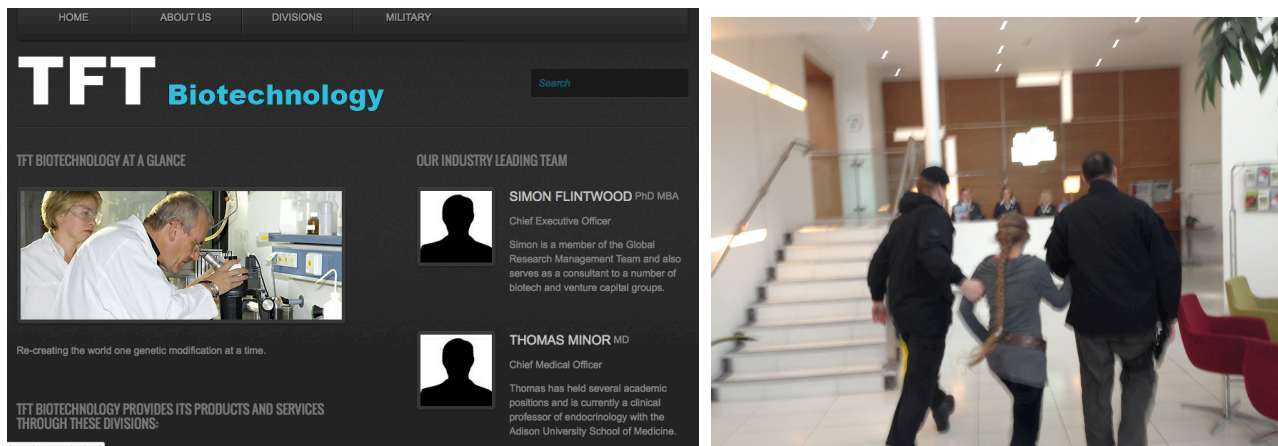 HOME ABOUT US DIVISIONS MILITARY
TFT Biotechnology
Search
TFT BIOTECHNOLOGY AT A GLANCE
Re-creating the world one genetic modification at a time.
TFT BIOTECHNOLOGY PROVIDES ITS PRODUCTS AND SERVICES
THROUGH THESE DIVISIONS:
OUR INDUSTRY LEADING TEAM
SIMON FLINTWOOD PhD MBA
Chief Executive Officer
Simon is a member of the Global
Research Management Team and also
serves as a consultant to a number of
biotech and venture capital groups.
THOMAS MINOR MD
Chief Medical Officer
Thomas has held several academic
positions and is currently a clinical
professor of endocrinology with the
Adison University School of Medicine.